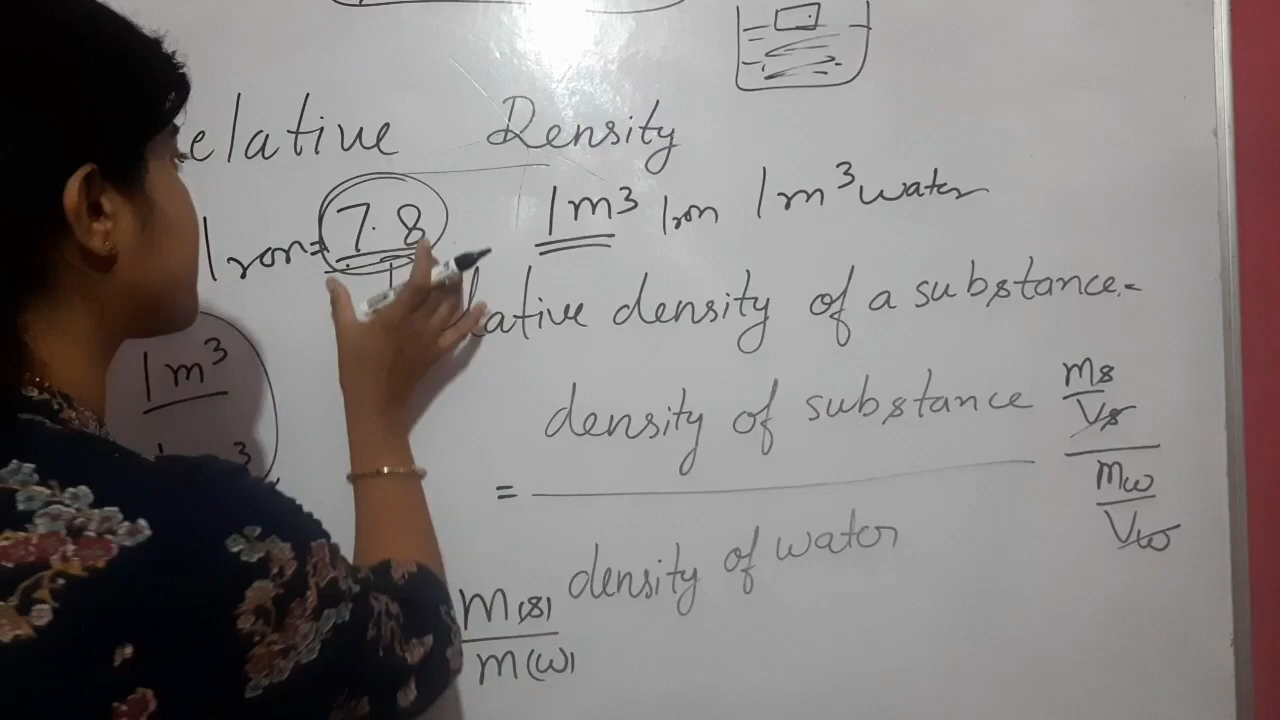 elative Density
Iron= 7.8 1m³ Iron 1m³ water
lative density of a substance.=
1m³
= density of substance
density of water
ms
Vs
mw
Vw
m(s)
m(w)